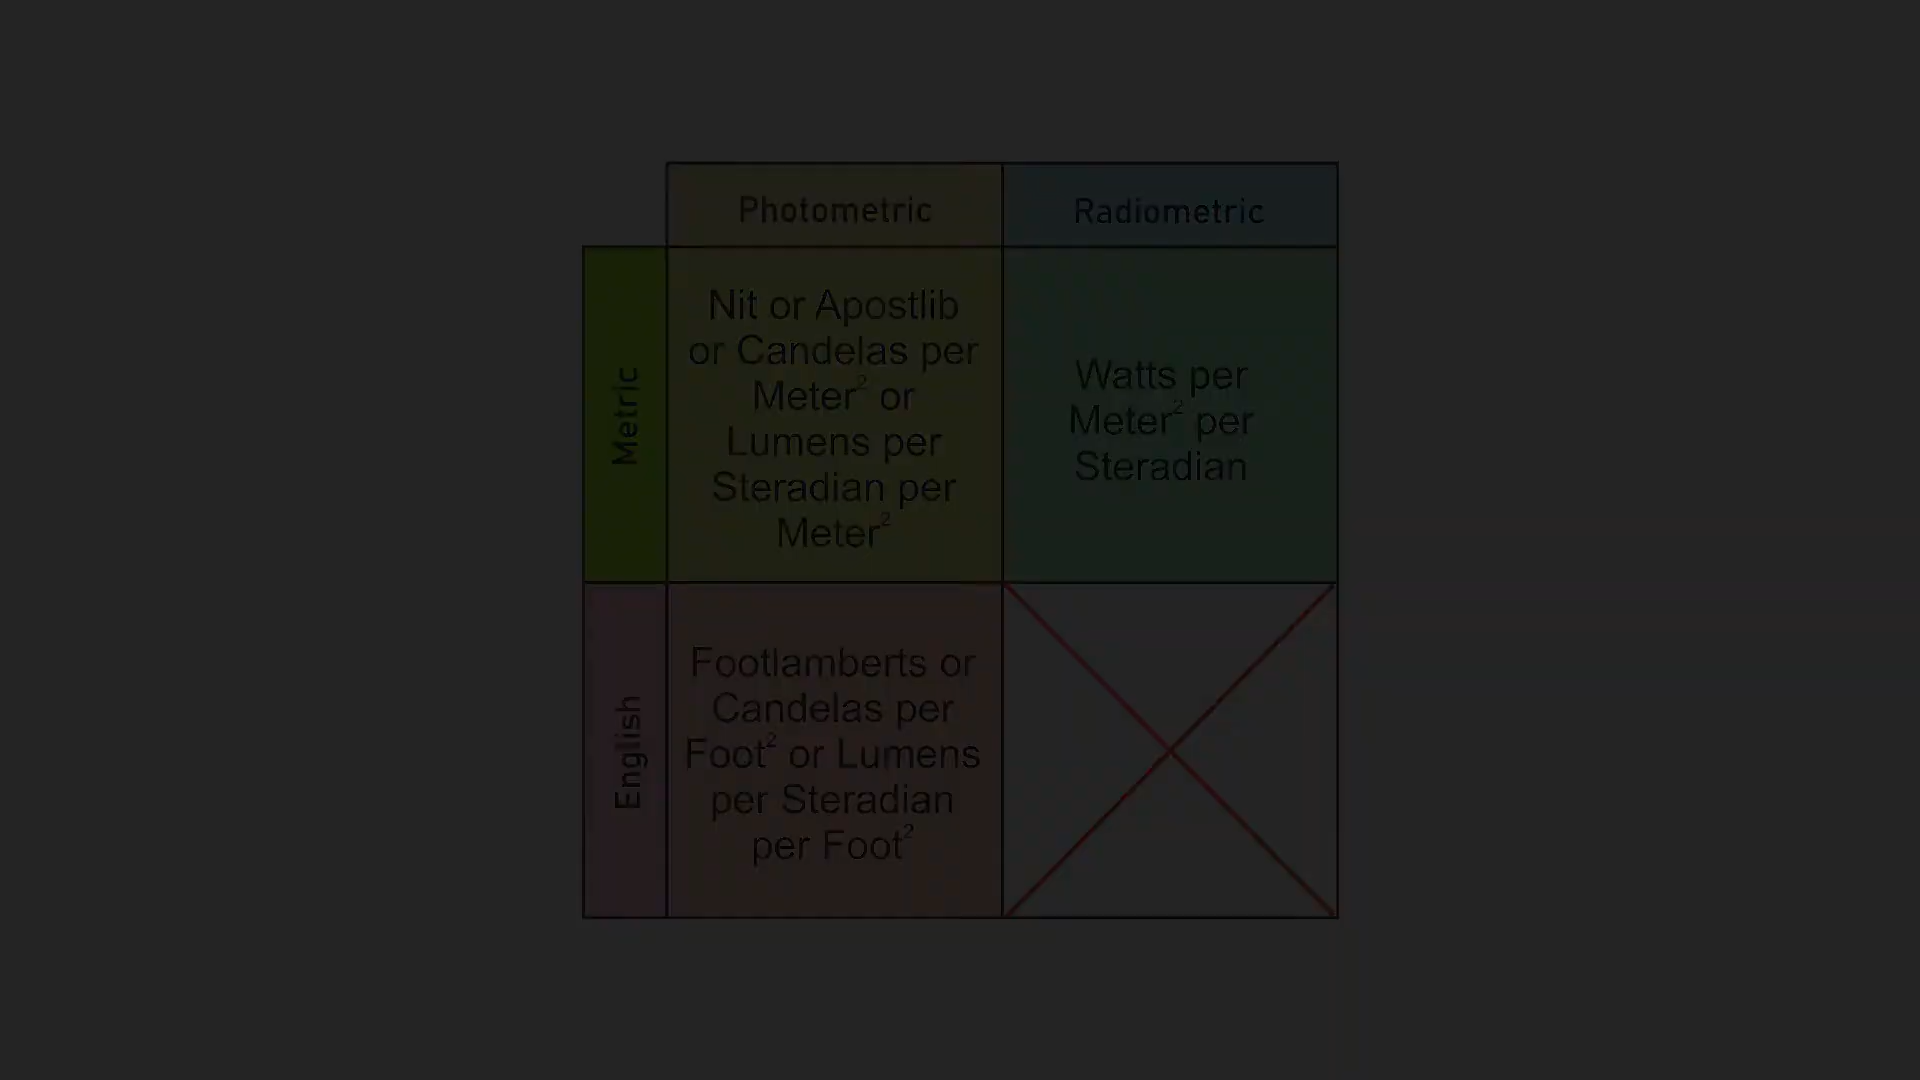 Photometric
Radiometric
Metric
Nit or Apostlib
or Candelas per
Meter² or
Lumens per
Steradian per
Meter²
Watts per
Meter² per
Steradian
English
Footlamberts or
Candelas per
Foot² or Lumens
per Steradian
per Foot²